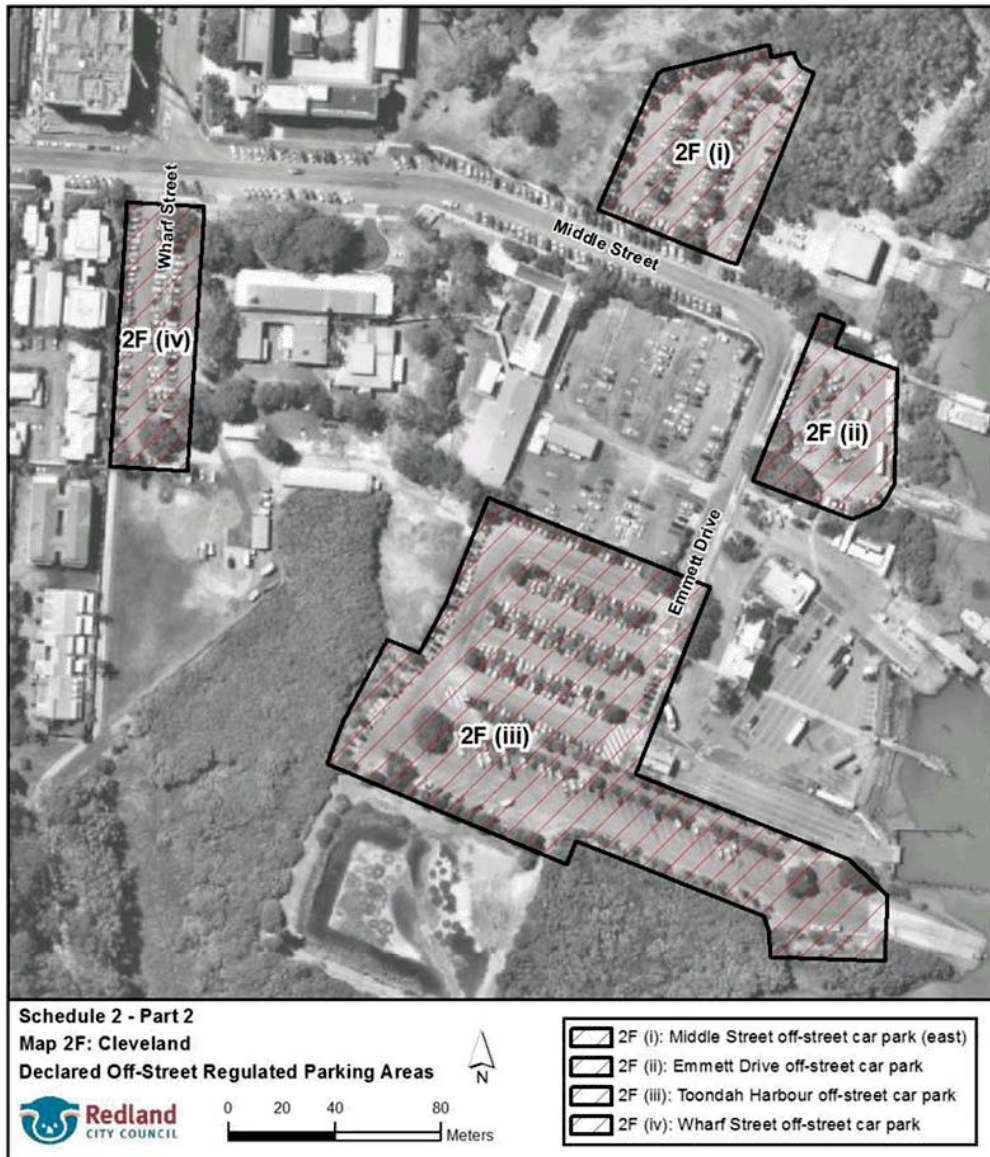 2F (i)
Wharf Street
Middle Street
2F (iv)
2F (ii)
Emmett Drive
2F (iii)
Schedule 2 - Part 2
Map 2F: Cleveland
Declared Off-Street Regulated Parking Areas
N
Redland
CITY COUNCIL
0 20 40 80
Meters
2F (i): Middle Street off-street car park (east)
2F (ii): Emmett Drive off-street car park
2F (iii): Toondah Harbour off-street car park
2F (iv): Wharf Street off-street car park